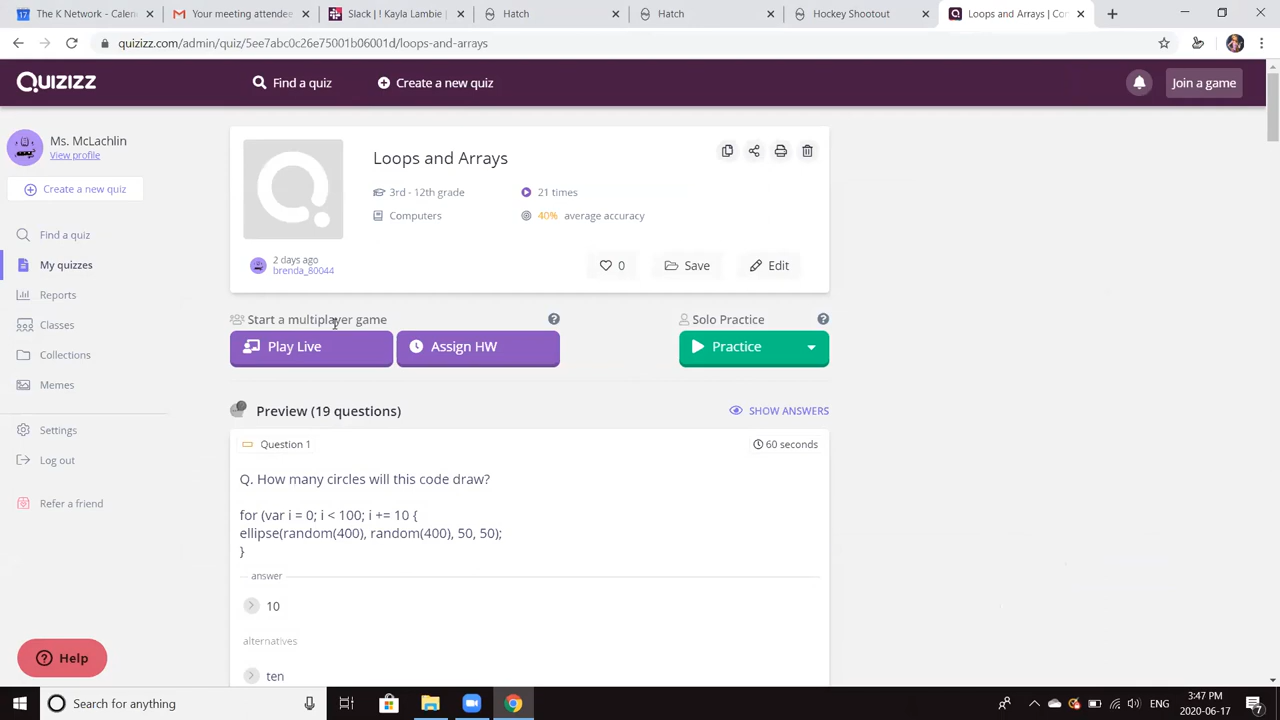 The K Network - Calen
Your meeting attendee
Slack | ! Kayla Lambie
Hatch
Hatch
Hockey Shootout
Loops and Arrays | Co
quizizz.com/admin/quiz/5ee7abc0c26e75001b06001d/loops-and-arrays
QUIZIZZ
Find a quiz
Create a new quiz
Join a game
Ms. McLachlin
View profile
Create a new quiz
Find a quiz
My quizzes
Reports
Classes
Collections
Memes
Settings
Log out
Refer a friend
Help
Loops and Arrays
3rd - 12th grade
21 times
Computers
40% average accuracy
2 days ago
brenda_80044
0
Save
Edit
Start a multiplayer game
Solo Practice
Play Live
Assign HW
Practice
Preview (19 questions)
SHOW ANSWERS
Question 1
60 seconds
Q. How many circles will this code draw?
for (var i = 0; i < 100; i += 10 {
ellipse(random(400), random(400), 50, 50);
}
answer
10
alternatives
ten
Search for anything
ENG
3:47 PM
2020-06-17